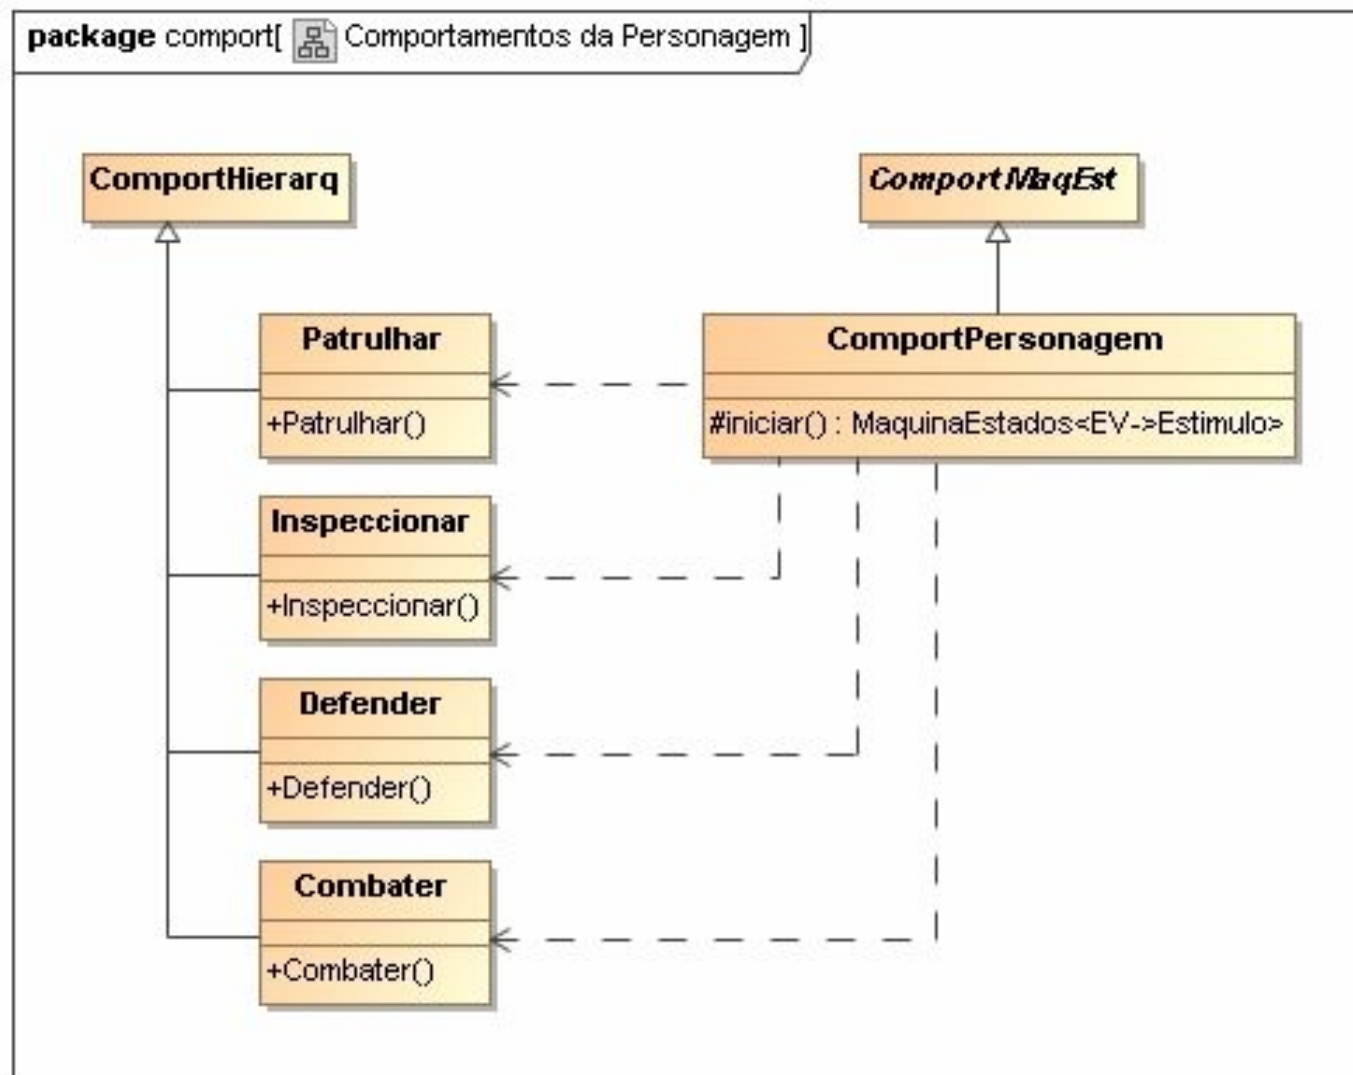 package comport[ Comportamentos da Personagem ]
ComportHierarq
ComportMaqEst
Patrulhar
+Patrulhar()
ComportPersonagem
#iniciar() : MaquinaEstados<EV->Estimulo>
Inspeccionar
+Inspeccionar()
Defender
+Defender()
Combater
+Combater()